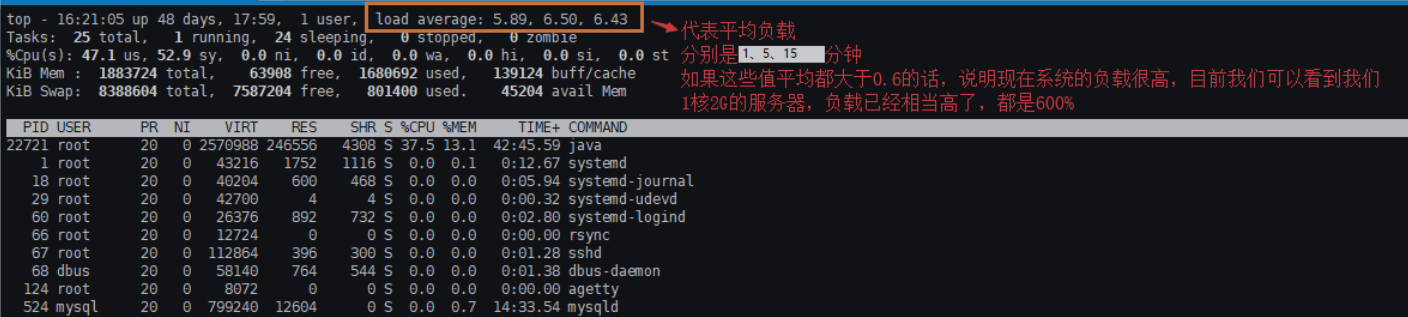 top - 16:21:05 up 48 days, 17:59,  1 user,  load average: 5.89, 6.50, 6.43
Tasks:  25 total,   1 running,  24 sleeping,   0 stopped,   0 zombie
%Cpu(s): 47.1 us, 52.9 sy,  0.0 ni,  0.0 id,  0.0 wa,  0.0 hi,  0.0 si,  0.0 st
KiB Mem :  1883724 total,    63908 free,  1680692 used,   139124 buff/cache
KiB Swap:  8388604 total,  7587204 free,   801400 used.    45204 avail Mem
代表平均负载
分别是1、5、15分钟
如果这些值平均都大于0.6的话，说明现在系统的负载很高，目前我们可以看到我们
1核2G的服务器，负载已经相当高了，都是600%
PID USER      PR  NI    VIRT    RES    SHR S %CPU %MEM     TIME+ COMMAND
22721 root      20   0 2570988 246556   4308 S 37.5 13.1  42:45.59 java
1 root      20   0   43216   1752   1116 S  0.0  0.1   0:12.67 systemd
18 root      20   0   40204    600    468 S  0.0  0.0   0:05.94 systemd-journal
29 root      20   0   42700      4      4 S  0.0  0.0   0:00.32 systemd-udevd
60 root      20   0   26376    892    732 S  0.0  0.0   0:02.80 systemd-logind
66 root      20   0   12724      0      0 S  0.0  0.0   0:00.00 rsync
67 root      20   0  112864    396    300 S  0.0  0.0   0:01.28 sshd
68 dbus      20   0   58140    764    544 S  0.0  0.0   0:01.38 dbus-daemon
124 root      20   0    8072      0      0 S  0.0  0.0   0:00.00 agetty
524 mysql     20   0  799240  12604      0 S  0.0  0.7  14:33.54 mysqld